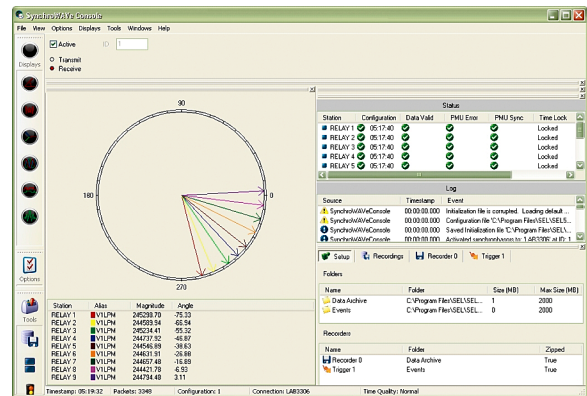 SynchroWAVe Console
File View Options Displays Tools Windows Help
Displays
Options
Tools
Active ID 1
Transmit
Receive
90
180
0
270
Station Alias Magnitude Angle
RELAY 1 V1LPM 245298.70 -75.33
RELAY 2 V1LPM 244589.94 -66.94
RELAY 3 V1LPM 245234.41 -55.32
RELAY 4 V1LPM 244737.92 -46.87
RELAY 5 V1LPM 244546.89 -38.63
RELAY 6 V1LPM 244631.91 -26.88
RELAY 7 V1LPM 244657.48 -16.89
RELAY 8 V1LPM 244421.78 -6.93
RELAY 9 V1LPM 244794.48 3.11
Status
Station Configuration Data Valid PMU Error PMU Sync Time Lock
RELAY 1 05:17:40 Locked
RELAY 2 05:17:40 Locked
RELAY 3 05:17:40 Locked
RELAY 4 05:17:40 Locked
RELAY 5 05:17:40 Locked
Log
Source Timestamp Event
SynchroWAVeConsole 00:00:00.000 Initialization file is corrupted. Loading default ...
SynchroWAVeConsole 00:00:00.000 Configuration file 'C:\Program Files\SEL\SEL5...
SynchroWAVeConsole 00:00:00.000 Saved Initialization file 'C:\Program Files\SEL\...
SynchroWAVeConsole 00:00:00.000 Activated synchrophasors to: 'LAB3306' at ID: 1
Setup Recordings Recorder 0 Trigger 1
Folders
Name Folder Size (MB) Max Size (MB)
Data Archive C:\Program Files\SEL\SEL... 1 2000
Events C:\Program Files\SEL\SEL... 0 2000
Recorders
Name Folder Zipped
Recorder 0 Data Archive True
Trigger 1 Events True
Timestamp: 05:19:32 Packets: 3348 Configuration: 1 Connection: LAB3306 Time Quality: Normal